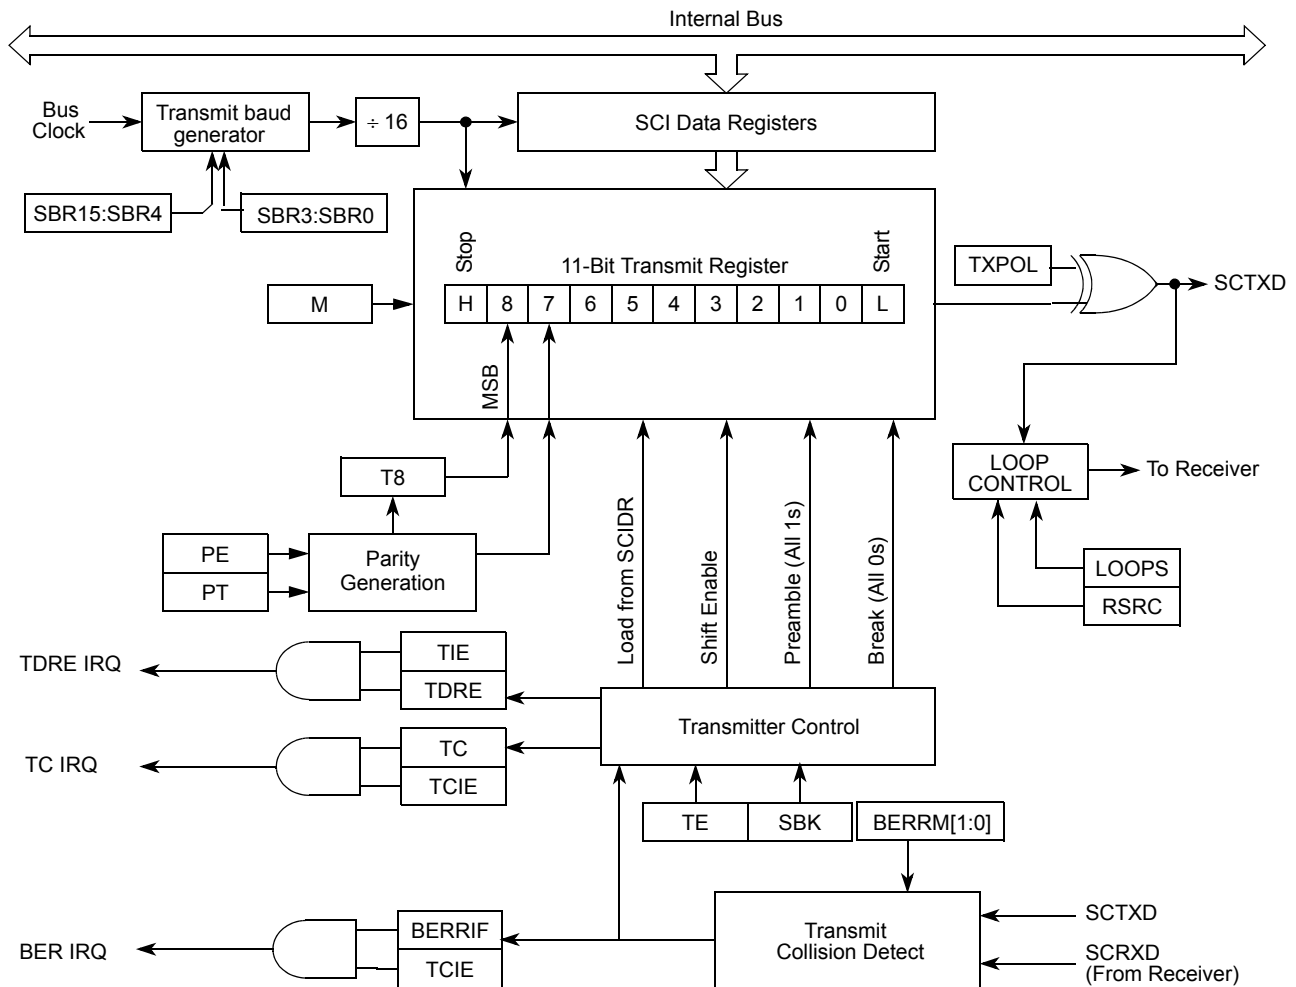 Internal Bus
Bus
Clock
Transmit baud
generator
÷ 16
SCI Data Registers
SBR15:SBR4
SBR3:SBR0
Stop
11-Bit Transmit Register
Start
TXPOL
SCTXD
M
H 8 7 6 5 4 3 2 1 0 L
MSB
T8
LOOP
CONTROL
To Receiver
PE
PT
Parity
Generation
Load from SCIDR
Shift Enable
Preamble (All 1s)
Break (All 0s)
LOOPS
RSRC
TDRE IRQ
TIE
TDRE
Transmitter Control
TC IRQ
TC
TCIE
TE
SBK
BERRM[1:0]
BER IRQ
BERRIF
TCIE
Transmit
Collision Detect
SCTXD
SCRXD
(From Receiver)